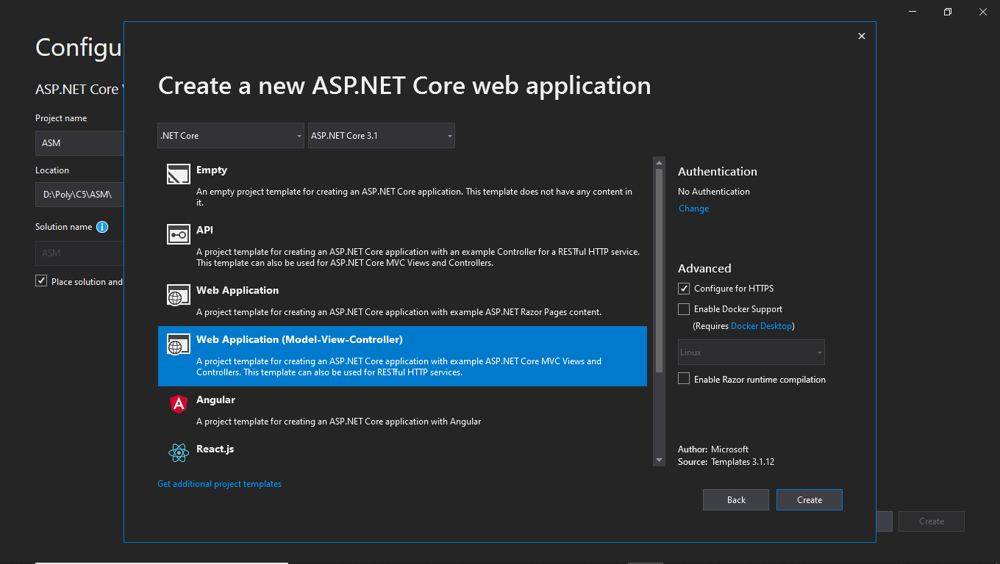 Configu
ASP.NET Core
Project name
ASM
Location
D:\Poly\C5\ASM\
Solution name
ASM
Place solution and
Create a new ASP.NET Core web application
.NET Core
ASP.NET Core 3.1
Empty
An empty project template for creating an ASP.NET Core application. This template does not have any content in
it.
API
A project template for creating an ASP.NET Core application with an example Controller for a RESTful HTTP service.
This template can also be used for ASP.NET Core MVC Views and Controllers.
Web Application
A project template for creating an ASP.NET Core application with example ASP.NET Razor Pages content.
Web Application (Model-View-Controller)
A project template for creating an ASP.NET Core application with example ASP.NET Core MVC Views and
Controllers. This template can also be used for RESTful HTTP services.
Angular
A project template for creating an ASP.NET Core application with Angular
React.js
Get additional project templates
Authentication
No Authentication
Change
Advanced
Configure for HTTPS
Enable Docker Support
(Requires Docker Desktop)
Linux
Enable Razor runtime compilation
Author: Microsoft
Source: Templates 3.1.12
Back
Create
Create